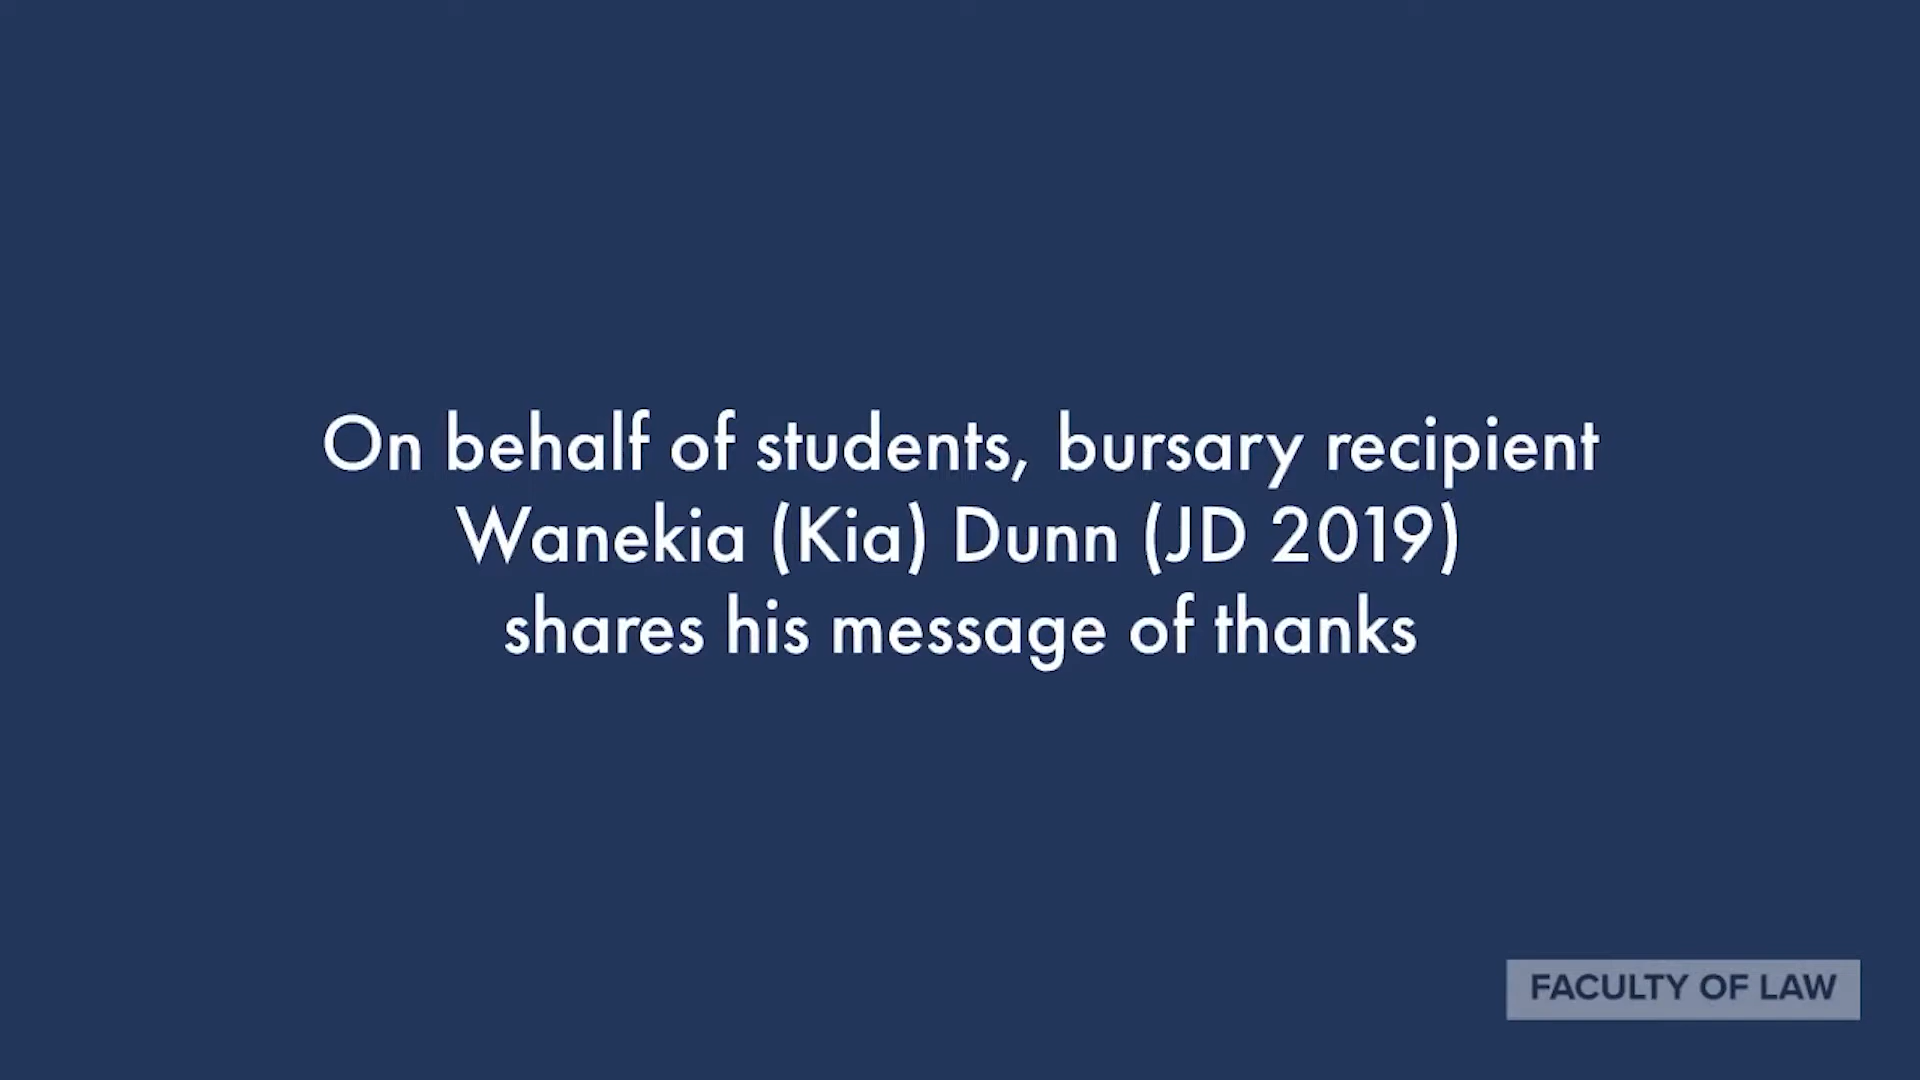 On behalf of students, bursary recipient
Wanekia (Kia) Dunn (JD 2019)
shares his message of thanks
FACULTY OF LAW